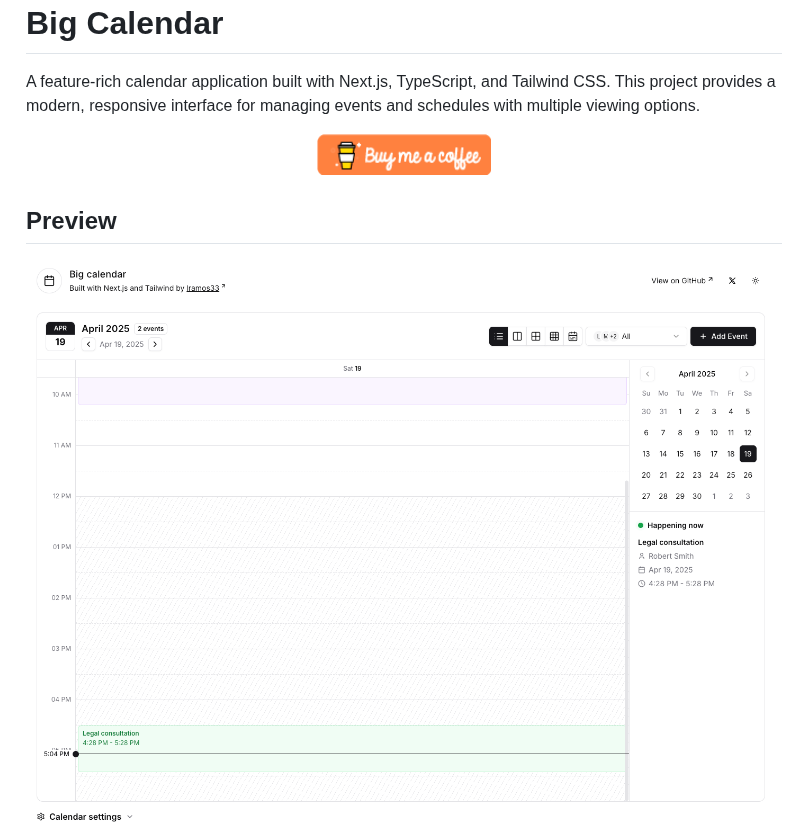 Big Calendar
A feature-rich calendar application built with Next.js, TypeScript, and Tailwind CSS. This project provides a
modern, responsive interface for managing events and schedules with multiple viewing options.
Buy me a coffee
Preview
Big calendar
Built with Next.js and Tailwind by lramos33
View on GitHub
APR
19
April 2025 2 events
Apr 19, 2025
L W +2 All
Add Event
Sat 19
10 AM
11 AM
12 PM
01 PM
02 PM
03 PM
04 PM
Legal consultation
4:28 PM - 5:28 PM
5:04 PM
April 2025
Su Mo Tu We Th Fr Sa
30 31 1 2 3 4 5
6 7 8 9 10 11 12
13 14 15 16 17 18 19
20 21 22 23 24 25 26
27 28 29 30 1 2 3
Happening now
Legal consultation
Robert Smith
Apr 19, 2025
4:28 PM - 5:28 PM
Calendar settings